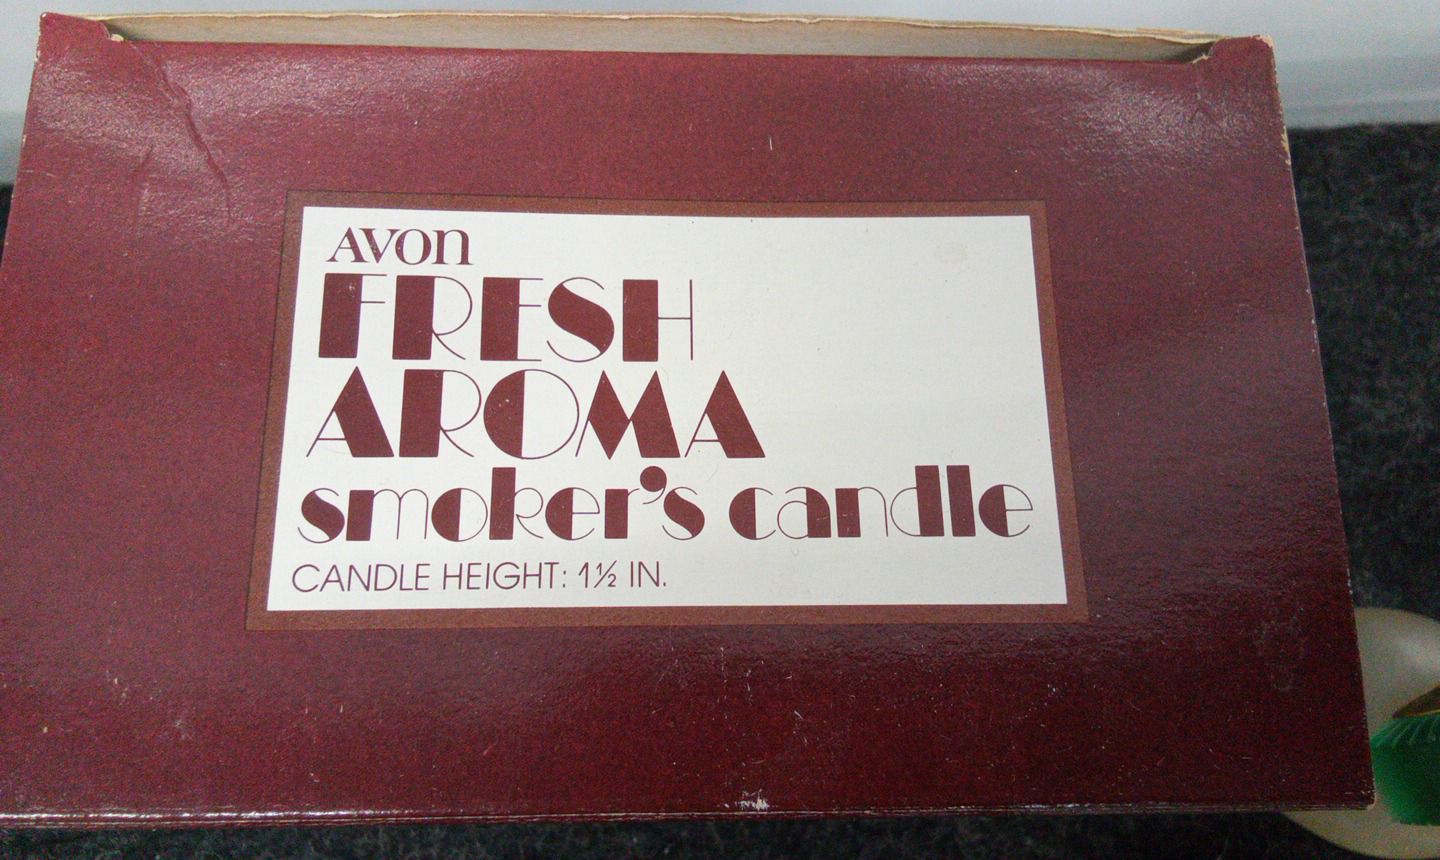 AVON
FRESH
AROMA
smoker's candle
CANDLE HEIGHT: 1½ IN.